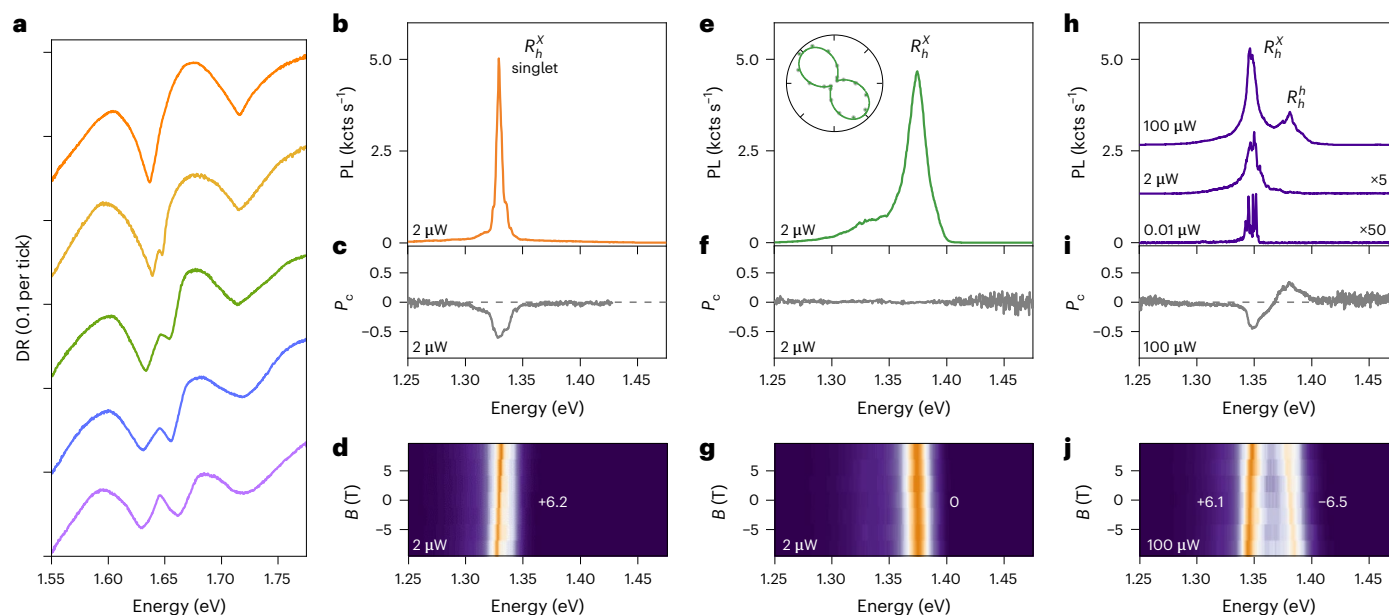 a
DR (0.1 per tick)
1.55 1.60 1.65 1.70 1.75
Energy (eV)
b
PL (kcts s⁻¹)
5.0
2.5
0
R_h^X
singlet
2 µW
c
P_c
0.5
0
−0.5
2 µW
1.25 1.30 1.35 1.40 1.45
Energy (eV)
d
B (T)
5
0
−5
+6.2
2 µW
1.25 1.30 1.35 1.40 1.45
Energy (eV)
e
PL (kcts s⁻¹)
5.0
2.5
0
R_h^X
2 µW
f
P_c
0.5
0
−0.5
2 µW
1.25 1.30 1.35 1.40 1.45
Energy (eV)
g
B (T)
5
0
−5
0
2 µW
1.25 1.30 1.35 1.40 1.45
Energy (eV)
h
PL (kcts s⁻¹)
5.0
2.5
0
R_h^X
R_h^h
100 µW
2 µW ×5
0.01 µW ×50
i
P_c
0.5
0
−0.5
100 µW
1.25 1.30 1.35 1.40 1.45
Energy (eV)
j
B (T)
5
0
−5
+6.1 −6.5
100 µW
1.25 1.30 1.35 1.40 1.45
Energy (eV)